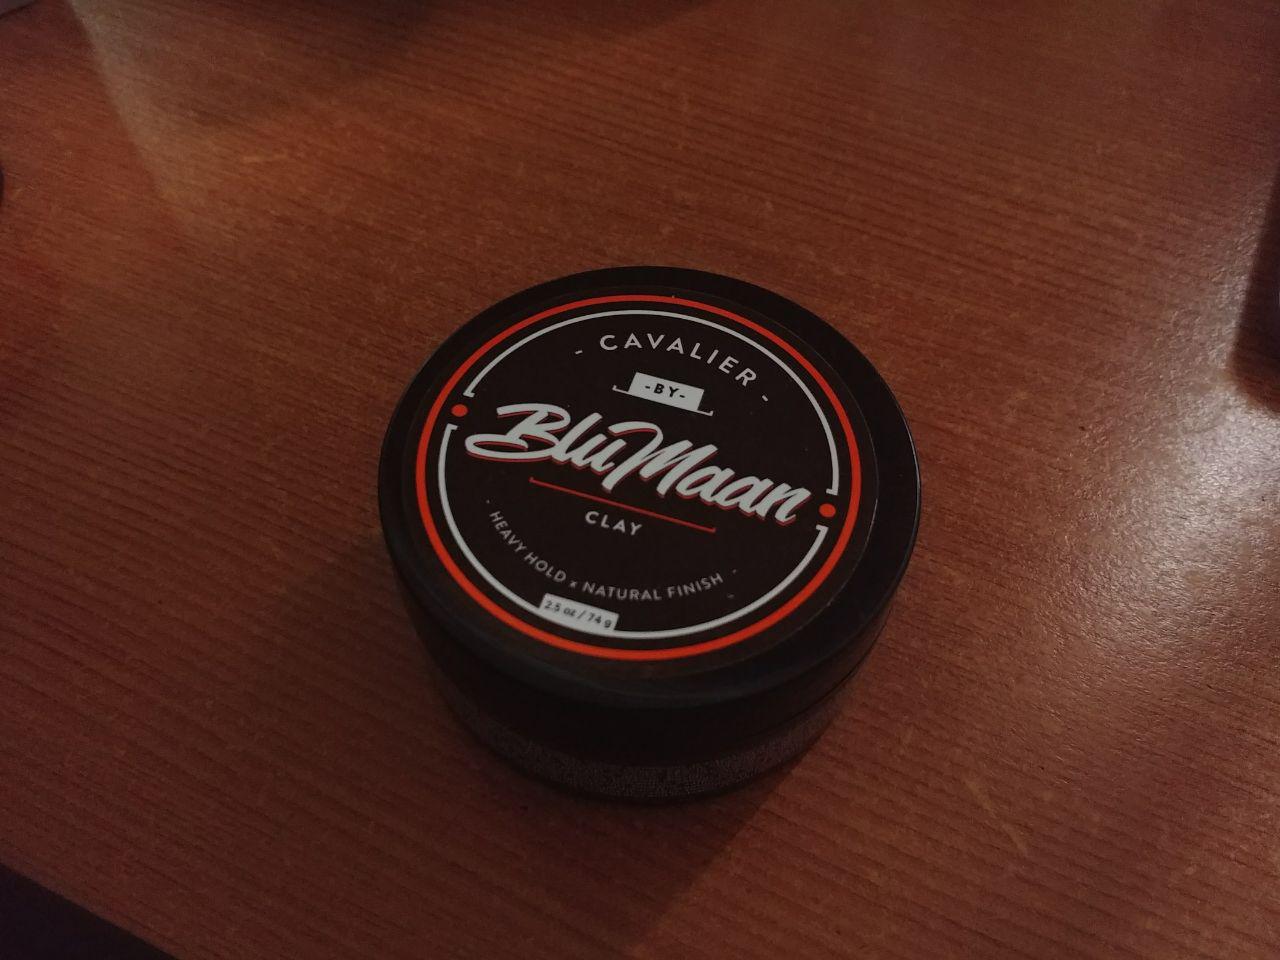 - CAVALIER -
-BY-
BluMaan
CLAY
- HEAVY HOLD x NATURAL FINISH -
2.5 oz / 74 g